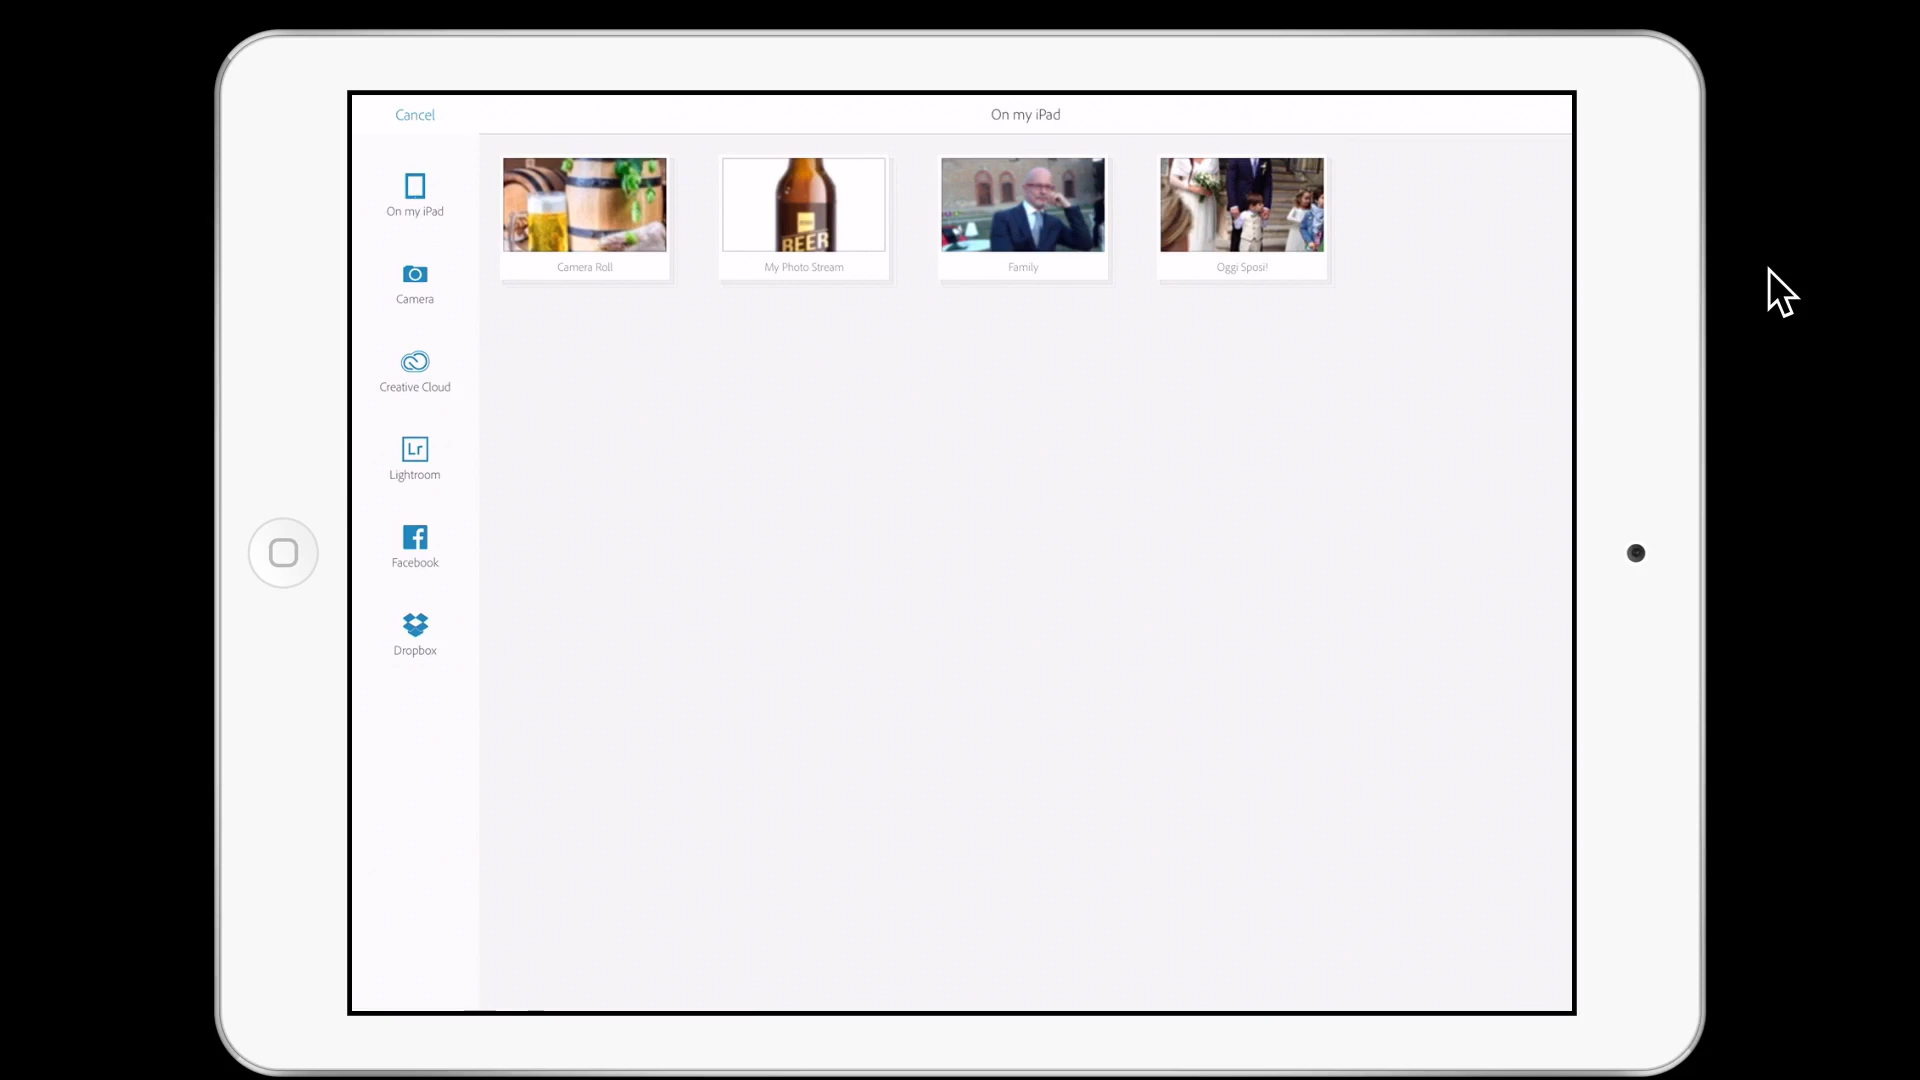 Cancel
On my iPad
On my iPad
Camera
Creative Cloud
Lr
Lightroom
Facebook
Dropbox
BEER
Camera Roll
My Photo Stream
Family
Oggi Sposi!